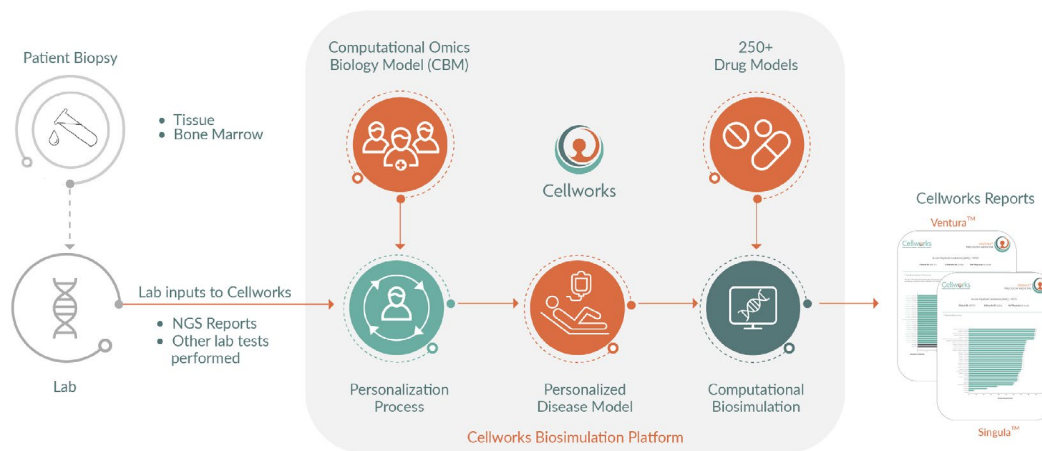 Patient Biopsy
• Tissue
• Bone Marrow
Lab
Lab inputs to Cellworks
• NGS Reports
• Other lab tests
performed
Computational Omics
Biology Model (CBM)
250+
Drug Models
Cellworks
Personalization
Process
Personalized
Disease Model
Computational
Biosimulation
Cellworks Biosimulation Platform
Cellworks Reports
Ventura™
Cellworks
Cellworks
Singula™